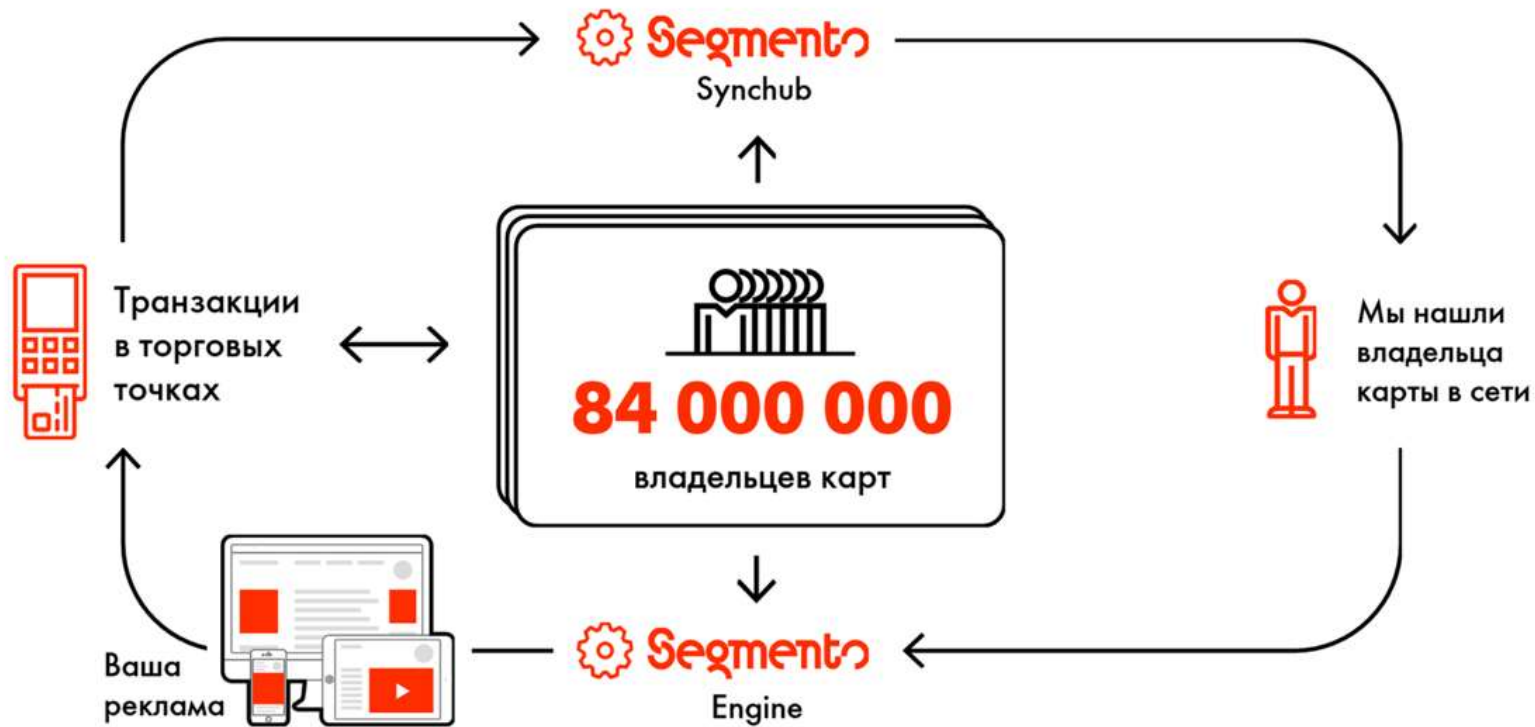 Segmento
Synchub
Транзакции
в торговых
точках
84 000 000
владельцев карт
Мы нашли
владельца
карты в сети
Ваша
реклама
Segmento
Engine